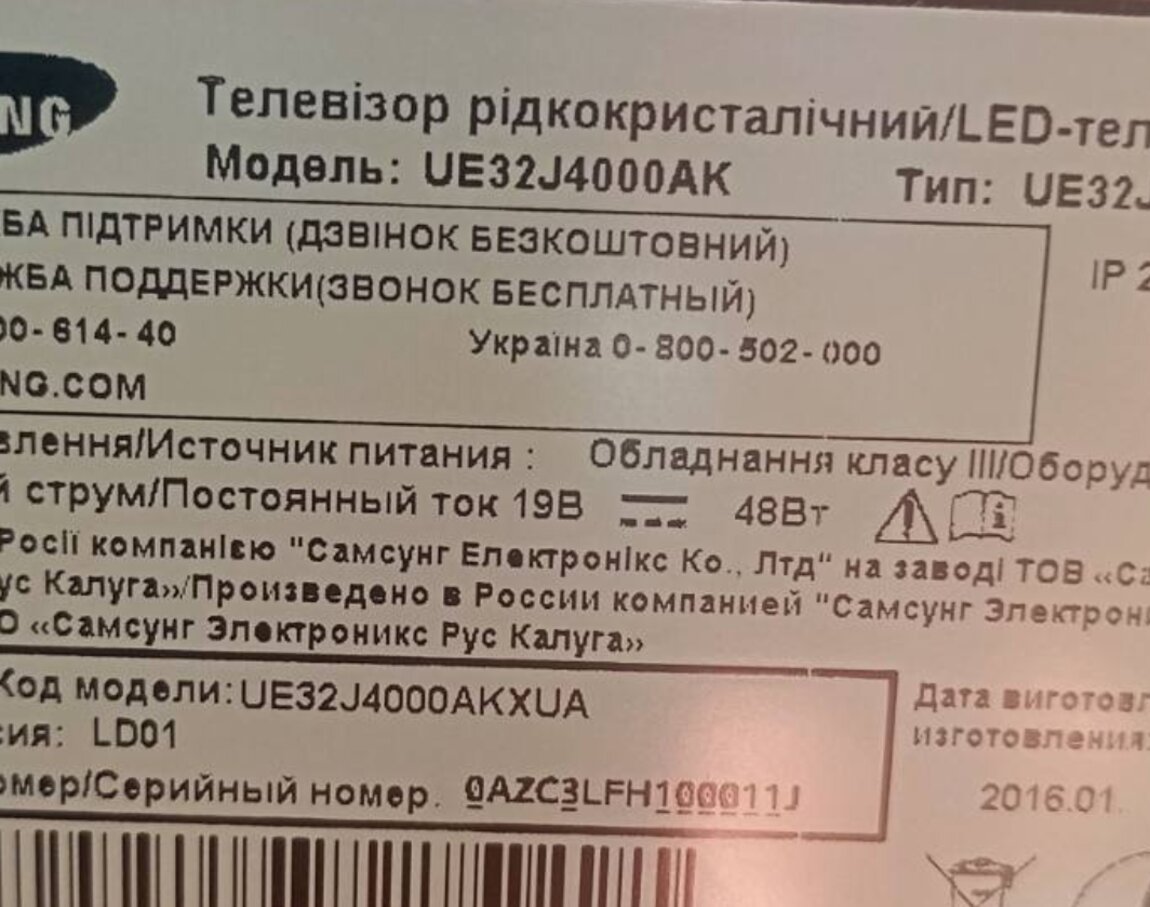 NG
Телевізор рідкокристалічний/LED-тел
Модель: UE32J4000AK Тип: UE32J
БА ПІДТРИМКИ (ДЗВІНОК БЕЗКОШТОВНИЙ)
ЖБА ПОДДЕРЖКИ(ЗВОНОК БЕСПЛАТНЫЙ)
IP 2
00-614-40 Україна 0-800-502-000
NG.COM
влення/Источник питания : Обладнання класу III/Оборуд
й струм/Постоянный ток 19В 48Вт
Росії компанією "Самсунг Електронікс Ко., Лтд" на заводі ТОВ «Са
ус Калуга»/Произведено в России компанией "Самсунг Электрони
О «Самсунг Электроникс Рус Калуга»
Код модели: UE32J4000AKXUA
сия: LD01
Дата виготовл
изготовления:
омер/Серийный номер. 0AZC3LFH100011J
2016.01.